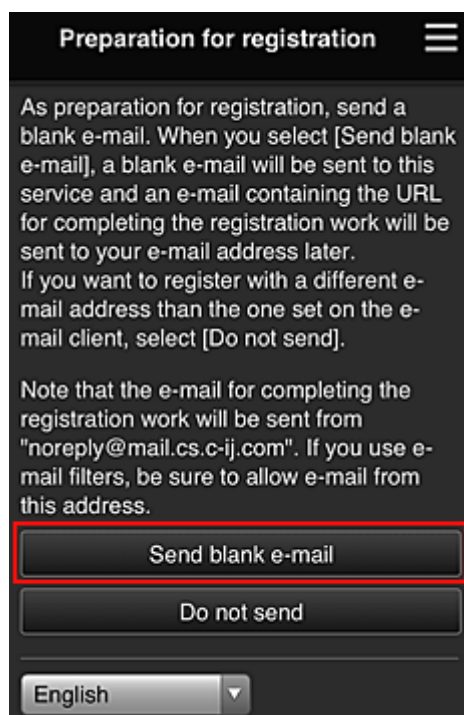 Preparation for registration
As preparation for registration, send a
blank e-mail. When you select [Send blank
e-mail], a blank e-mail will be sent to this
service and an e-mail containing the URL
for completing the registration work will be
sent to your e-mail address later.
If you want to register with a different e-
mail address than the one set on the e-
mail client, select [Do not send].
Note that the e-mail for completing the
registration work will be sent from
"noreply@mail.cs.c-ij.com". If you use e-
mail filters, be sure to allow e-mail from
this address.
Send blank e-mail
Do not send
English